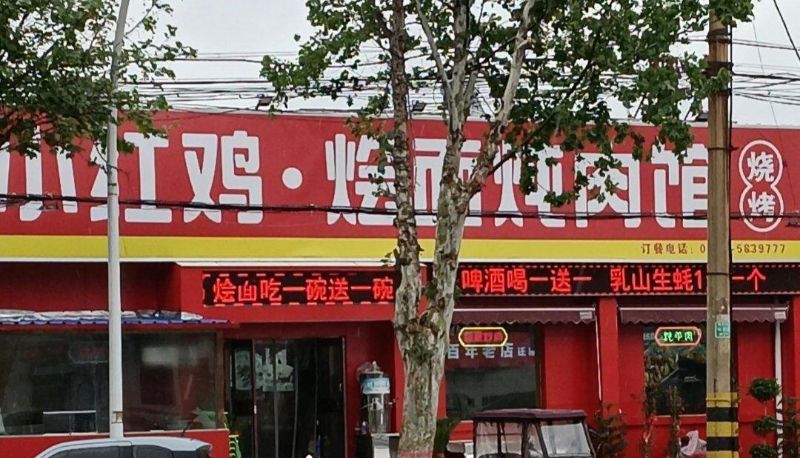 小红鸡·烩面炖肉馆 烧烤
订餐电话: 0 5839777
烩面吃一碗送一碗 啤酒喝一送一 乳山生蚝1 一个
百年老店